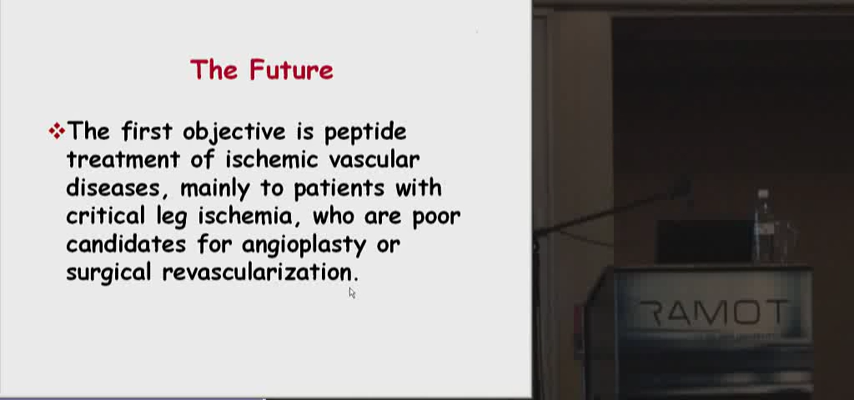 The Future
The first objective is peptide
treatment of ischemic vascular
diseases, mainly to patients with
critical leg ischemia, who are poor
candidates for angioplasty or
surgical revascularization.
RAMOT